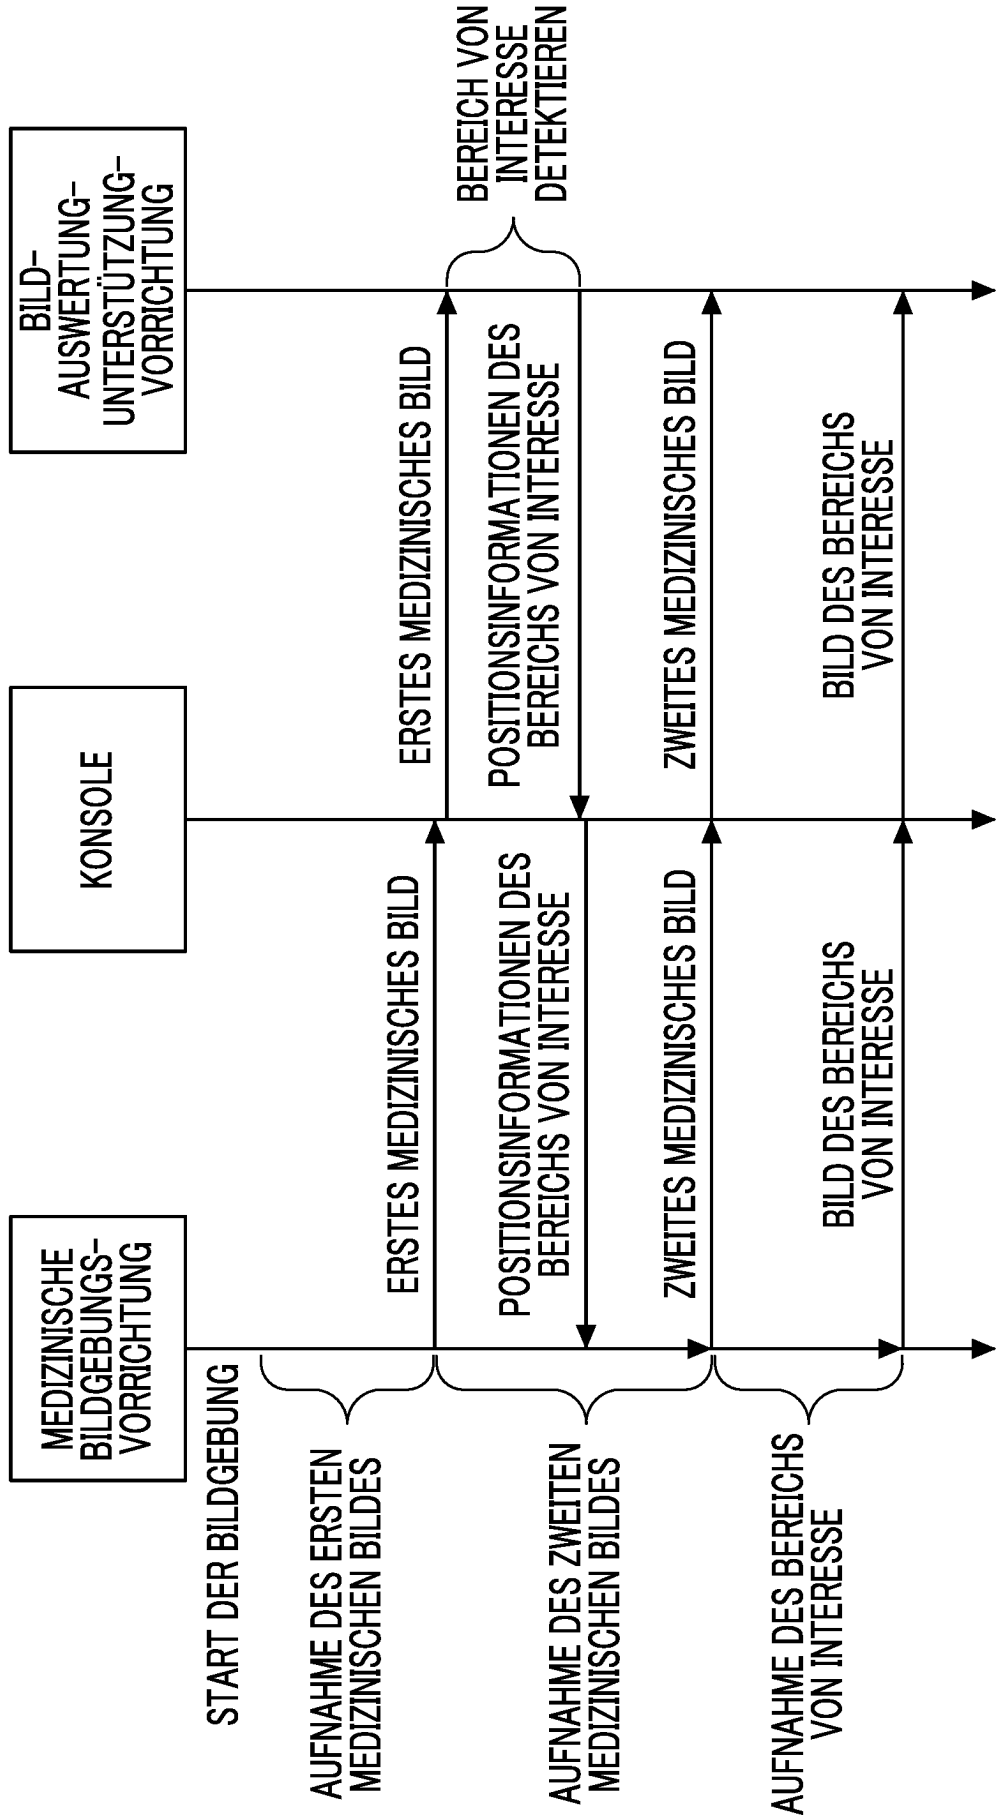 MEDIZINISCHE
BILDGEBUNGS–
VORRICHTUNG
KONSOLE
BILD–
AUSWERTUNG–
UNTERSTÜTZUNG–
VORRICHTUNG
START DER BILDGEBUNG
AUFNAHME DES ERSTEN
MEDIZINISCHEN BILDES
ERSTES MEDIZINISCHES BILD
ERSTES MEDIZINISCHES BILD
BEREICH VON
INTERESSE
DETEKTIEREN
AUFNAHME DES ZWEITEN
MEDIZINISCHEN BILDES
POSITIONSINFORMATIONEN DES
BEREICHS VON INTERESSE
POSITIONSINFORMATIONEN DES
BEREICHS VON INTERESSE
ZWEITES MEDIZINISCHES BILD
ZWEITES MEDIZINISCHES BILD
AUFNAHME DES BEREICHS
VON INTERESSE
BILD DES BEREICHS
VON INTERESSE
BILD DES BEREICHS
VON INTERESSE